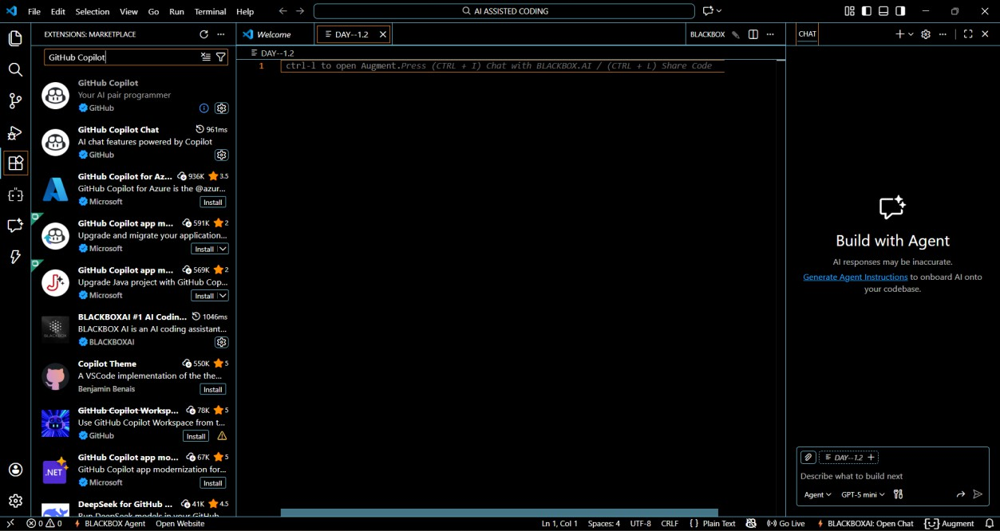 File Edit Selection View Go Run Terminal Help AI ASSISTED CODING
EXTENSIONS: MARKETPLACE
GitHub Copilot
GitHub Copilot
Your AI pair programmer
GitHub
GitHub Copilot Chat 961ms
AI chat features powered by Copilot
GitHub
GitHub Copilot for Az... 936K 3.5
GitHub Copilot for Azure is the @azur...
Microsoft Install
GitHub Copilot app m... 591K 2
Upgrade and migrate your application...
Microsoft Install
GitHub Copilot app m... 569K 2
Upgrade Java project with GitHub Cop...
Microsoft Install
BLACKBOXAI #1 AI Codin... 1046ms
BLACKBOX AI is an AI coding assistant...
BLACKBOXAI
BLACKBOX
Copilot Theme 550K 5
A VSCode implementation of the the...
Benjamin Benais Install
GitHub Copilot Worksp... 78K 5
Use GitHub Copilot Workspace from t...
GitHub Install
GitHub Copilot app mo... 67K 5
GitHub Copilot app modernization for...
Microsoft Install
.NET
DeepSeek for GitHub ... 41K 4.5
Run DeepSeek models in your GitHub
Welcome DAY--1.2 BLACKBOX
DAY--1.2
1 ctrl-l to open Augment.Press (CTRL + I) Chat with BLACKBOX.AI / (CTRL + L) Share Code
CHAT
Build with Agent
AI responses may be inaccurate.
Generate Agent Instructions to onboard AI onto
your codebase.
DAY--1.2
Describe what to build next
Agent GPT-5 mini
0 0 BLACKBOX Agent Open Website Ln 1, Col 1 Spaces: 4 UTF-8 CRLF { } Plain Text Go Live BLACKBOXAI: Open Chat Augment